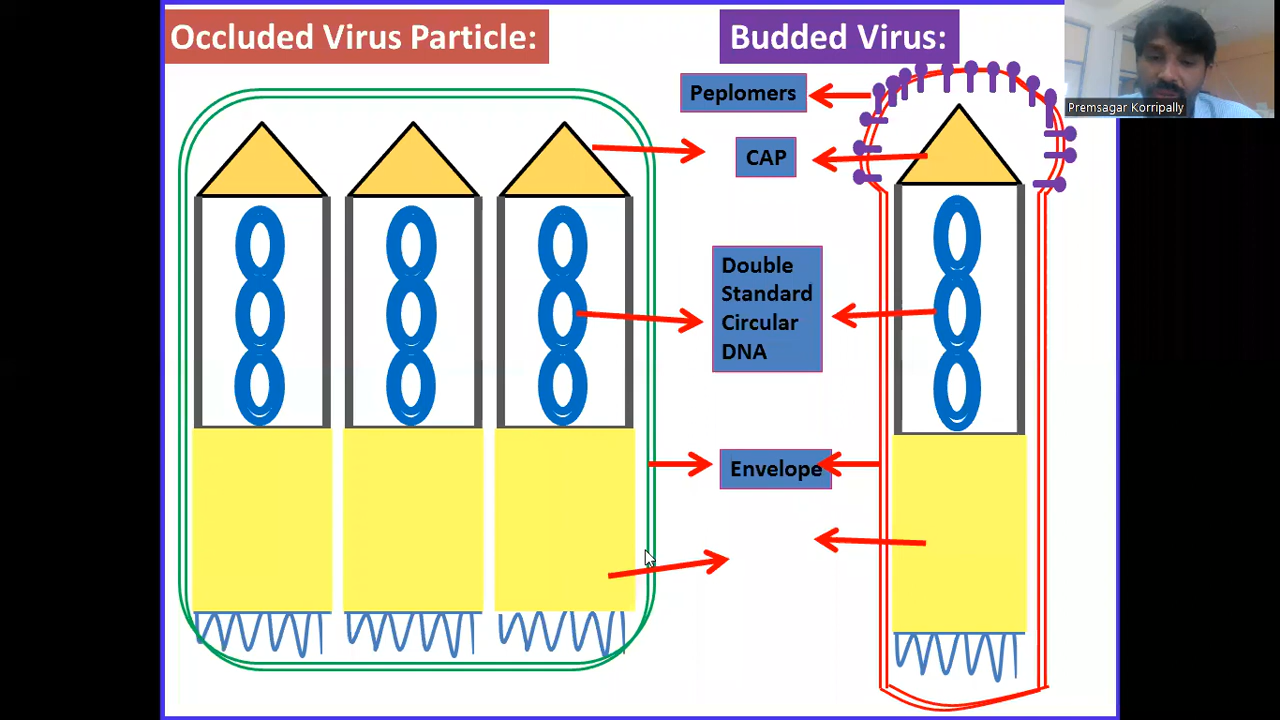 Occluded Virus Particle:
Budded Virus:
Premsagar Korripally
Peplomers
CAP
Double
Standard
Circular
DNA
Envelope